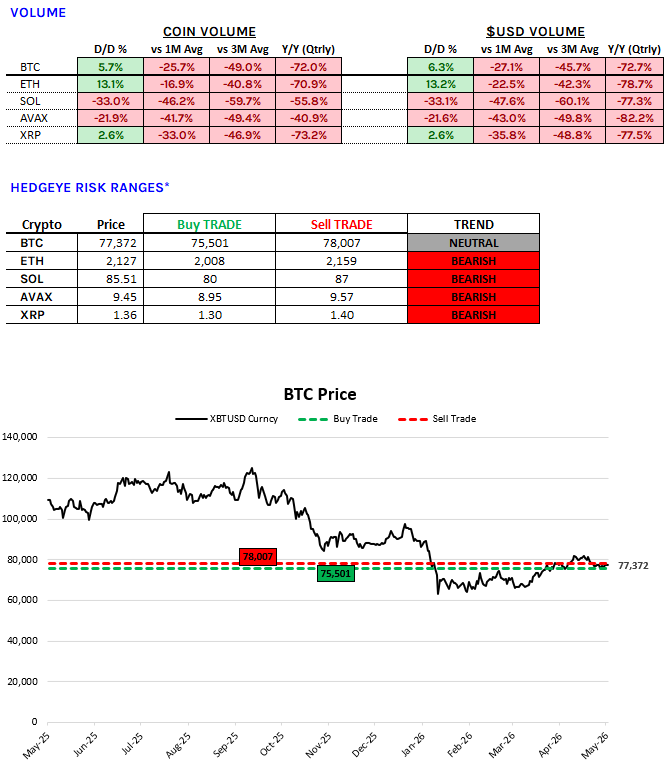 VOLUME
COIN VOLUME $USD VOLUME
D/D % vs 1M Avg vs 3M Avg Y/Y (Qtrly) D/D % vs 1M Avg vs 3M Avg Y/Y (Qtrly)
BTC 5.7% -25.7% -49.0% -72.0% 6.3% -27.1% -45.7% -72.7%
ETH 13.1% -16.9% -40.8% -70.9% 13.2% -22.5% -42.3% -78.7%
SOL -33.0% -46.2% -59.7% -55.8% -33.1% -47.6% -60.1% -77.3%
AVAX -21.9% -41.7% -49.4% -40.9% -21.6% -43.0% -49.8% -82.2%
XRP 2.6% -33.0% -46.9% -73.2% 2.6% -35.8% -48.8% -77.5%
HEDGEYE RISK RANGES*
Crypto Price Buy TRADE Sell TRADE TREND
BTC 77,372 75,501 78,007 NEUTRAL
ETH 2,127 2,008 2,159 BEARISH
SOL 85.51 80 87 BEARISH
AVAX 9.45 8.95 9.57 BEARISH
XRP 1.36 1.30 1.40 BEARISH
BTC Price
XBTUSD Curncy Buy Trade Sell Trade
140,000
120,000
100,000
80,000
60,000
40,000
20,000
0
78,007
75,501
77,372
May-25 Jun-25 Jul-25 Aug-25 Sep-25 Oct-25 Nov-25 Dec-25 Jan-26 Feb-26 Mar-26 Apr-26 May-26